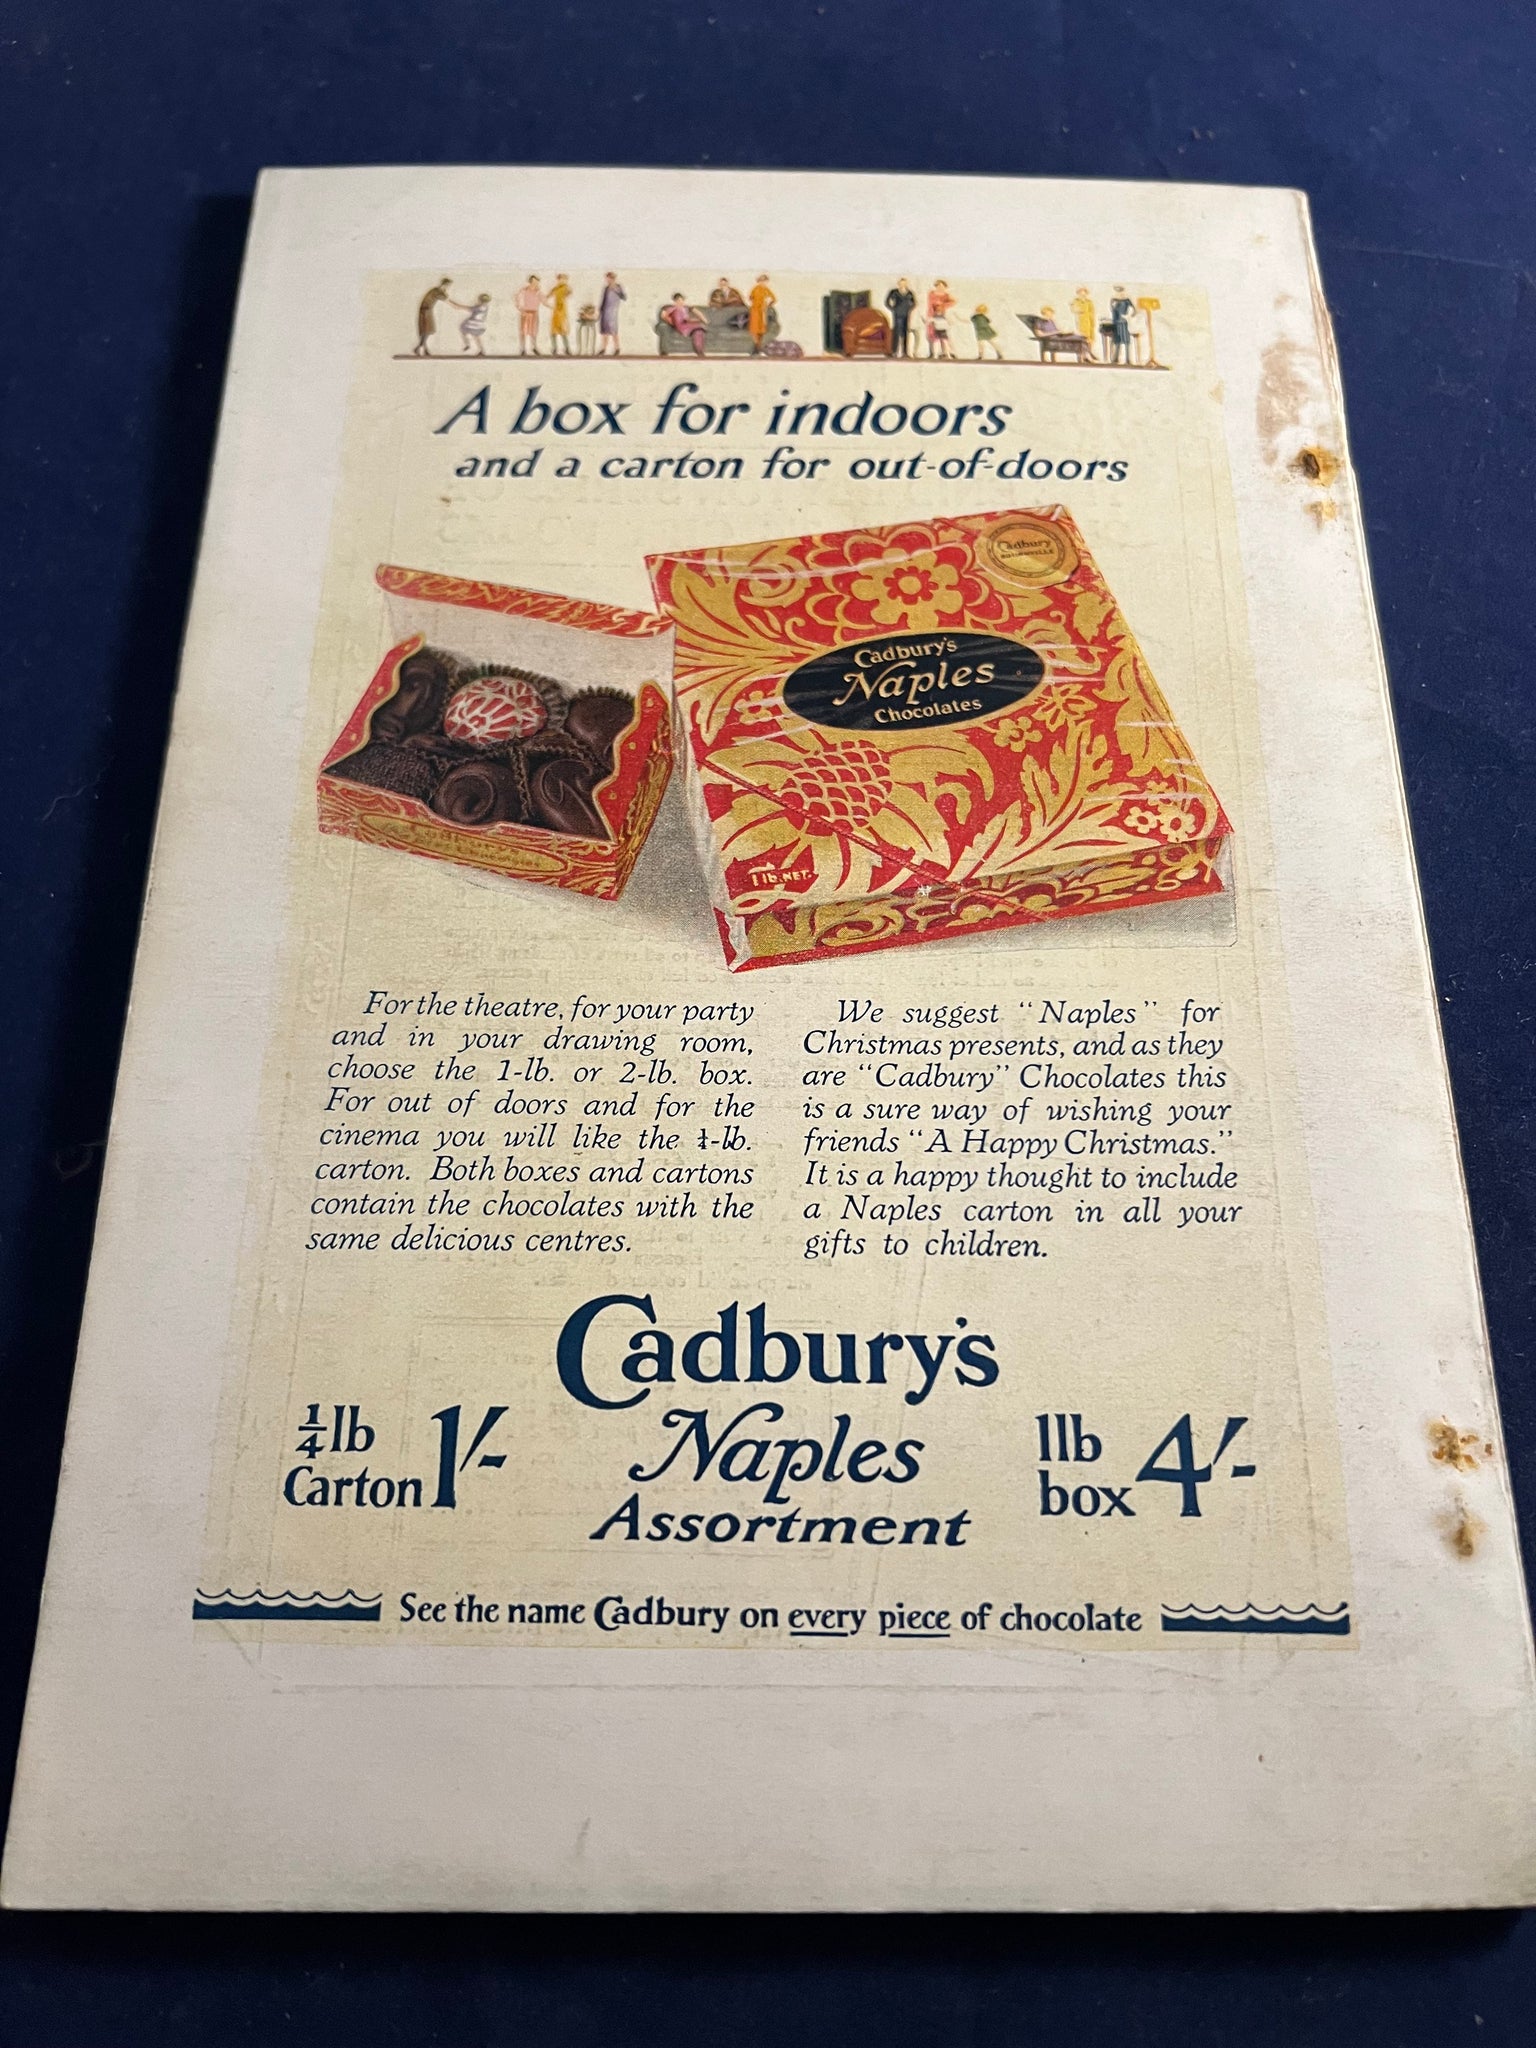 A box for indoors
and a carton for out-of-doors
Cadbury
BOURNVILLE
Cadbury's
Naples
Chocolates
1 lb. NET.
For the theatre, for your party
and in your drawing room,
choose the 1-lb. or 2-lb. box.
For out of doors and for the
cinema you will like the ¼-lb.
carton. Both boxes and cartons
contain the chocolates with the
same delicious centres.
We suggest "Naples" for
Christmas presents, and as they
are "Cadbury" Chocolates this
is a sure way of wishing your
friends "A Happy Christmas."
It is a happy thought to include
a Naples carton in all your
gifts to children.
Cadbury's
Naples
Assortment
¼ lb
Carton 1/-
1 lb
box 4/-
See the name Cadbury on every piece of chocolate